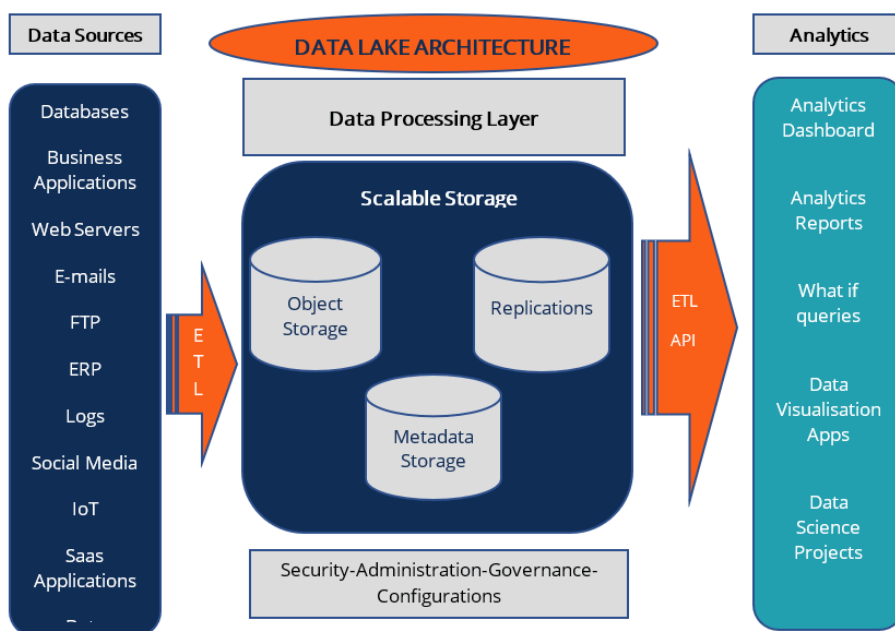 Data Sources
Databases
Business
Applications
Web Servers
E-mails
FTP
ERP
Logs
Social Media
IoT
Saas
Applications
E
T
L
DATA LAKE ARCHITECTURE
Data Processing Layer
Scalable Storage
Object
Storage
Replications
Metadata
Storage
Security-Administration-Governance-
Configurations
ETL
API
Analytics
Analytics
Dashboard
Analytics
Reports
What if
queries
Data
Visualisation
Apps
Data
Science
Projects